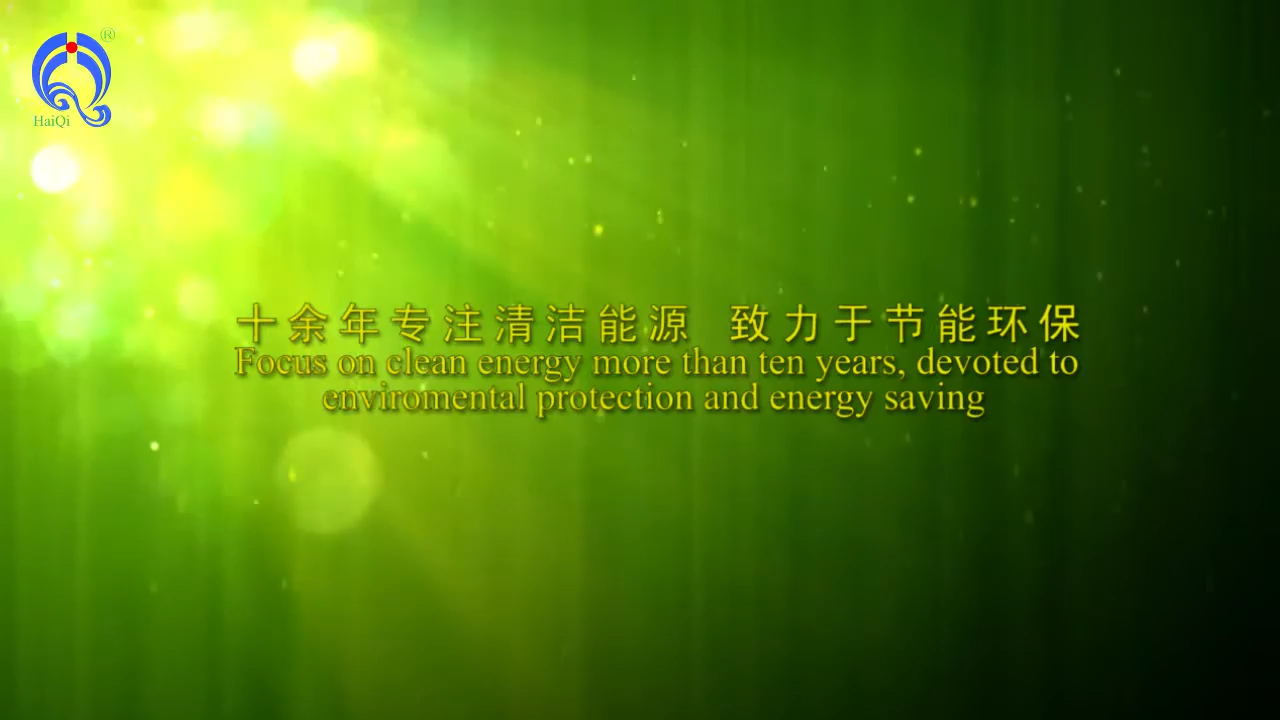 ®
HaiQi
十余年专注清洁能源 致力于节能环保
Focus on clean energy more than ten years, devoted to
enviromental protection and energy saving